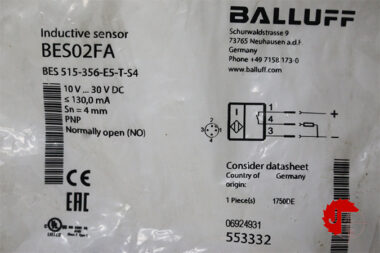 Inductive sensor
BES02FA
BES 515-356-E5-T-S4
10 V ... 30 V DC
≤ 130,0 mA
Sn = 4 mm
PNP
Normally open (NO)
BALLUFF
Schurwaldstrasse 9
73765 Neuhausen a.d.F.
Germany
Phone +49 7158 173-0
balluff.com
1
4
3
+
−
Consider datasheet
Country of origin: Germany
1 Piece(s) 1750DE
06924931
553332
CE
EAC